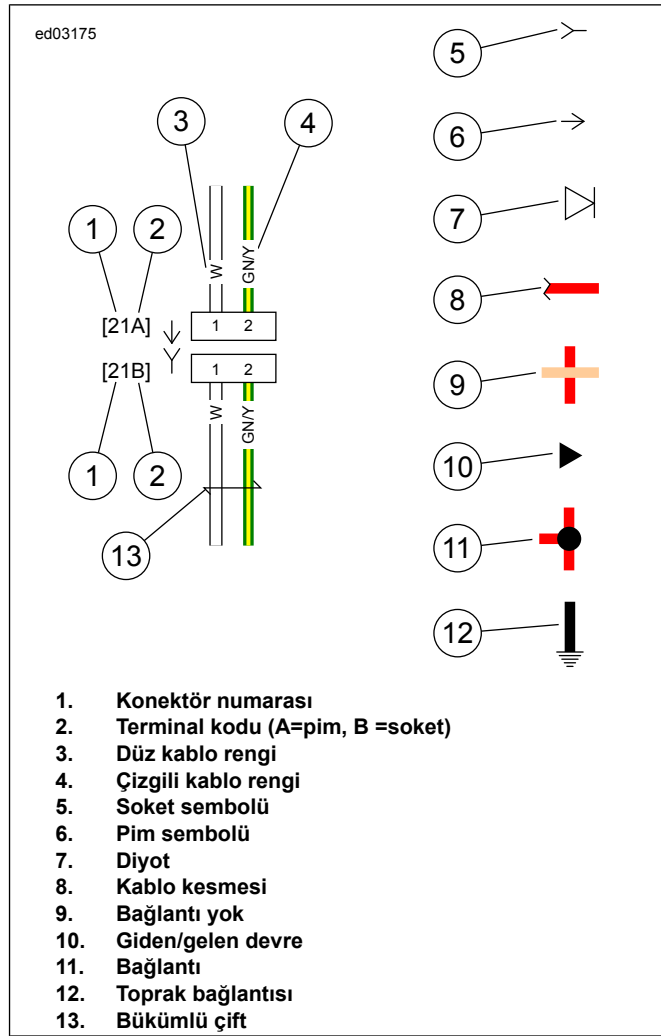 ed03175
5
3
4
6
1
2
7
W
GN/Y
8
[21A]
1 2
[21B]
1 2
9
W
GN/Y
1
2
10
13
11
12
1. Konektör numarası
2. Terminal kodu (A=pim, B =soket)
3. Düz kablo rengi
4. Çizgili kablo rengi
5. Soket sembolü
6. Pim sembolü
7. Diyot
8. Kablo kesmesi
9. Bağlantı yok
10. Giden/gelen devre
11. Bağlantı
12. Toprak bağlantısı
13. Bükümlü çift